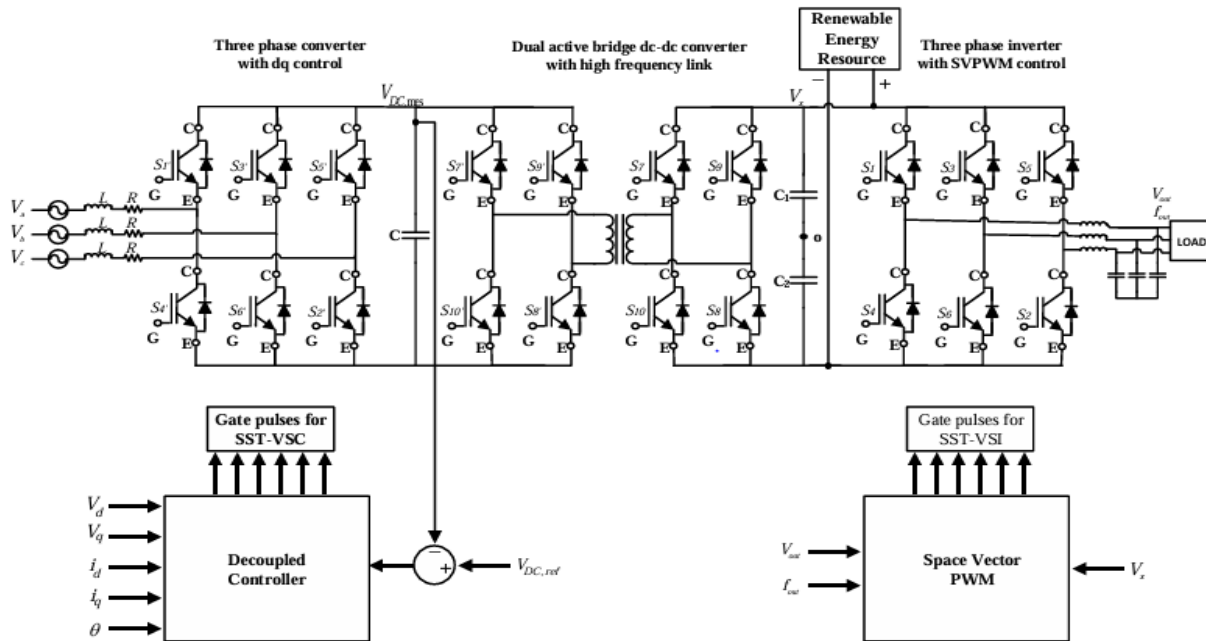 Three phase converter
with dq control
Dual active bridge dc-dc converter
with high frequency link
Renewable
Energy
Resource
Three phase inverter
with SVPWM control
− +
V_DC,mes
V_x
C C C C C C C C C C
S1' S3' S5' S7' S9' S7 S9 S1 S3 S5
G G G G G G G G G G
E E E E E E E E E E
V_a L R
V_b L R
V_c L R
C
C1
o
C2
V_out
f_out
LOAD
C C C C C C C C C C
S4' S6' S2' S10' S8' S10 S8 S4 S6 S2
G G G G G G G G G G
E E E E E E E E E E
Gate pulses for
SST-VSC
V_d
V_q
i_d
i_q
θ
Decoupled
Controller
−
+
V_DC,ref
Gate pulses for
SST-VSI
V_out
f_out
Space Vector
PWM
V_x